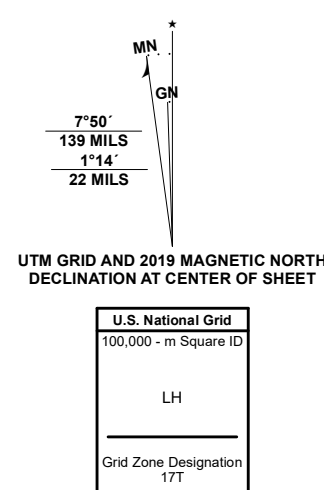 ★
MN
GN
7°50´
139 MILS
1°14´
22 MILS
UTM GRID AND 2019 MAGNETIC NORTH
DECLINATION AT CENTER OF SHEET
U.S. National Grid
100,000 - m Square ID
LH
Grid Zone Designation
17T